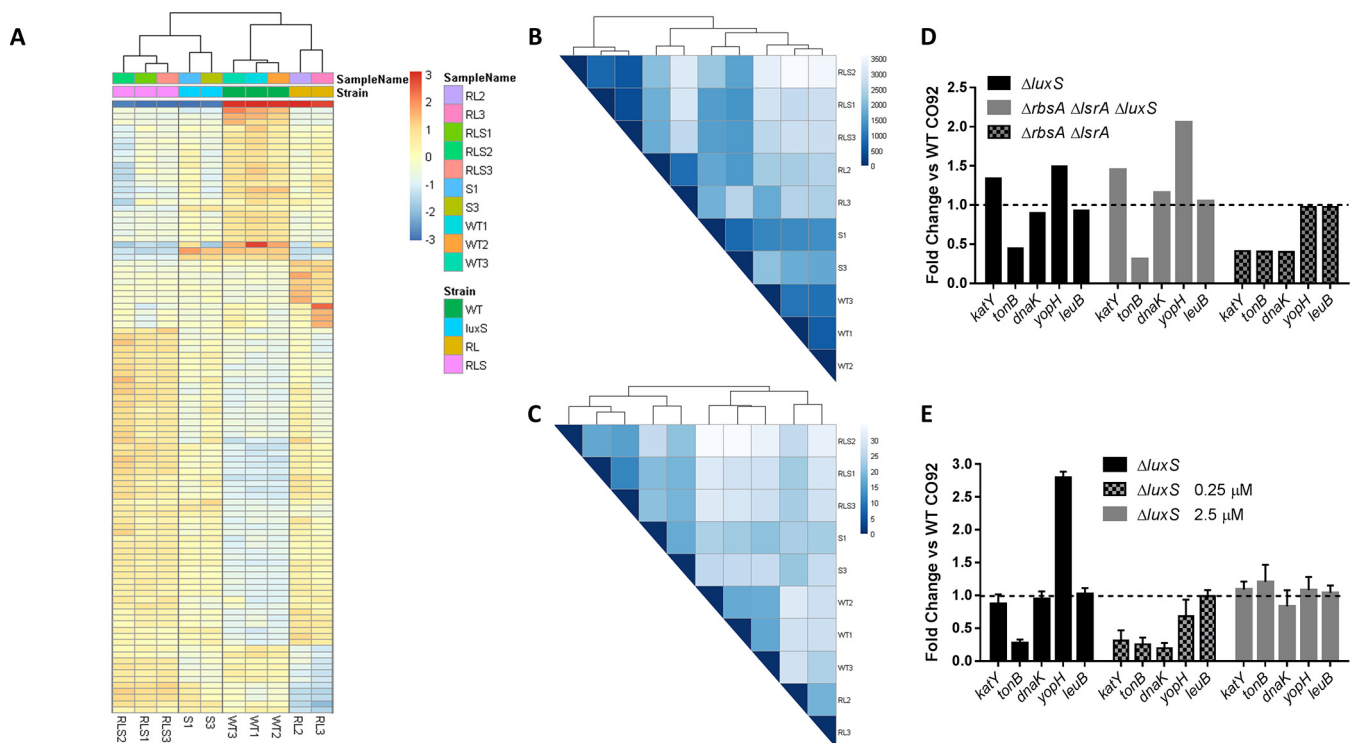 A
SampleName
Strain
3
2
1
0
-1
-2
-3
SampleName
RL2
RL3
RLS1
RLS2
RLS3
S1
S3
WT1
WT2
WT3
Strain
WT
luxS
RL
RLS
RLS2
RLS1
RLS3
S1
S3
WT3
WT1
WT2
RL2
RL3
B
RLS2
RLS1
RLS3
RL2
RL3
S1
S3
WT3
WT1
WT2
3500
3000
2500
2000
1500
1000
500
0
C
RLS2
RLS1
RLS3
S1
S3
WT2
WT1
WT3
RL2
RL3
30
25
20
15
10
5
0
D
ΔluxS
ΔrbsA ΔlsrA ΔluxS
ΔrbsA ΔlsrA
Fold Change vs WT CO92
2.5
2.0
1.5
1.0
0.5
0.0
katY tonB dnaK yopH leuB katY tonB dnaK yopH leuB katY tonB dnaK yopH leuB
E
ΔluxS
ΔluxS 0.25 μM
ΔluxS 2.5 μM
Fold Change vs WT CO92
3.0
2.5
2.0
1.5
1.0
0.5
0.0
katY tonB dnaK yopH leuB katY tonB dnaK yopH leuB katY tonB dnaK yopH leuB